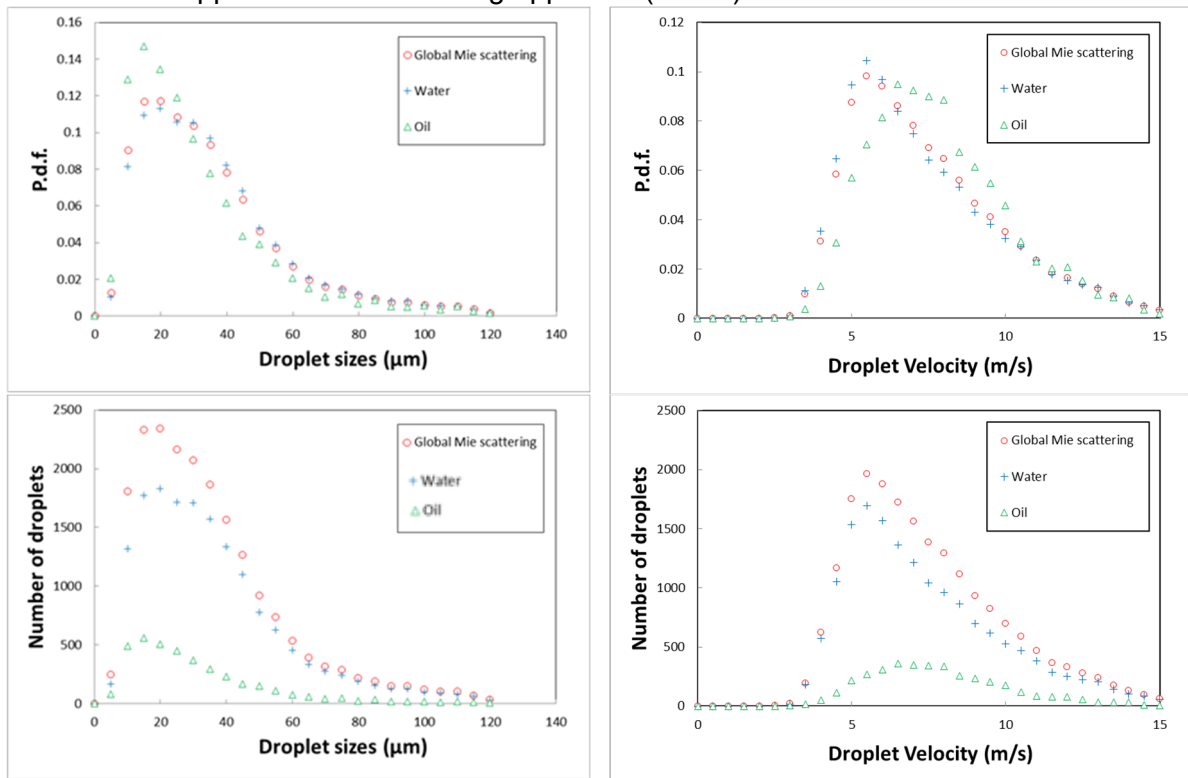 0.16
0.14
0.12
0.1
0.08
0.06
0.04
0.02
0
P.d.f.
Global Mie scattering
Water
Oil
0 20 40 60 80 100 120 140
Droplet sizes (µm)
0.12
0.1
0.08
0.06
0.04
0.02
0
P.d.f.
Global Mie scattering
Water
Oil
0 5 10 15
Droplet Velocity (m/s)
2500
2000
1500
1000
500
0
Number of droplets
Global Mie scattering
Water
Oil
0 20 40 60 80 100 120 140
Droplet sizes (µm)
2500
2000
1500
1000
500
0
Number of droplets
Global Mie scattering
Water
Oil
0 5 10 15
Droplet Velocity (m/s)